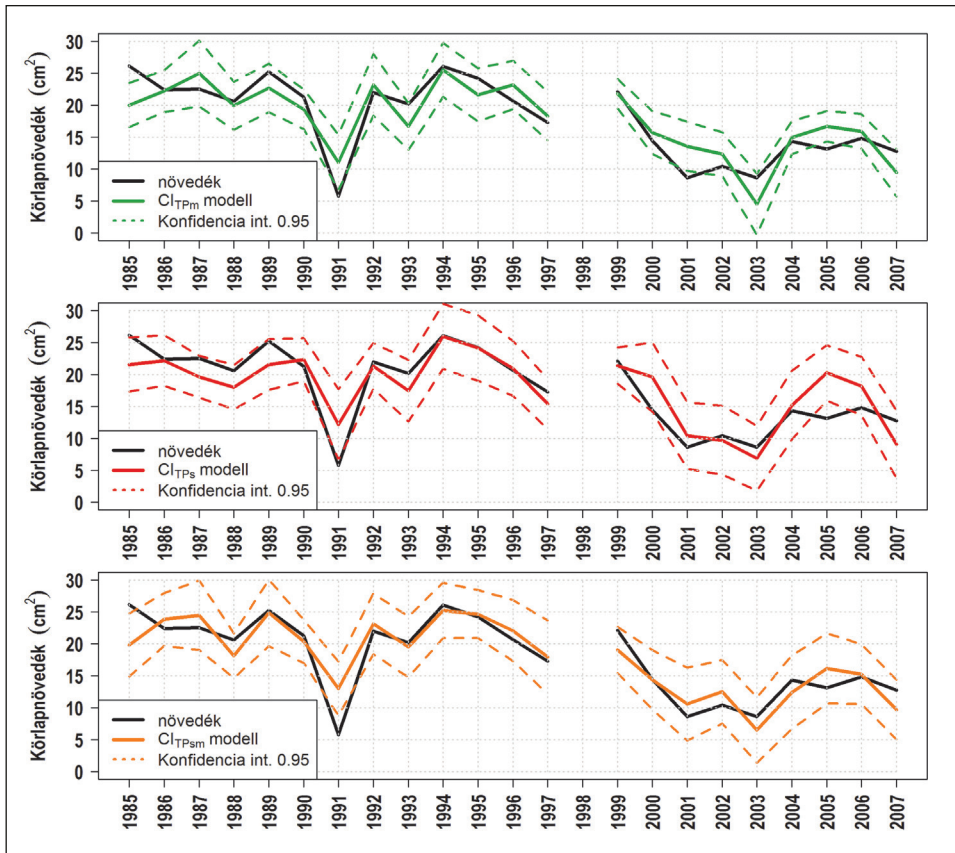 Körlapnövedék (cm²)
30
25
20
15
10
5
0
növedék
CI_TPm modell
Konfidencia int. 0.95
1985 1986 1987 1988 1989 1990 1991 1992 1993 1994 1995 1996 1997 1998 1999 2000 2001 2002 2003 2004 2005 2006 2007
Körlapnövedék (cm²)
30
25
20
15
10
5
0
növedék
CI_TPs modell
Konfidencia int. 0.95
1985 1986 1987 1988 1989 1990 1991 1992 1993 1994 1995 1996 1997 1998 1999 2000 2001 2002 2003 2004 2005 2006 2007
Körlapnövedék (cm²)
30
25
20
15
10
5
0
növedék
CI_TPsm modell
Konfidencia int. 0.95
1985 1986 1987 1988 1989 1990 1991 1992 1993 1994 1995 1996 1997 1998 1999 2000 2001 2002 2003 2004 2005 2006 2007